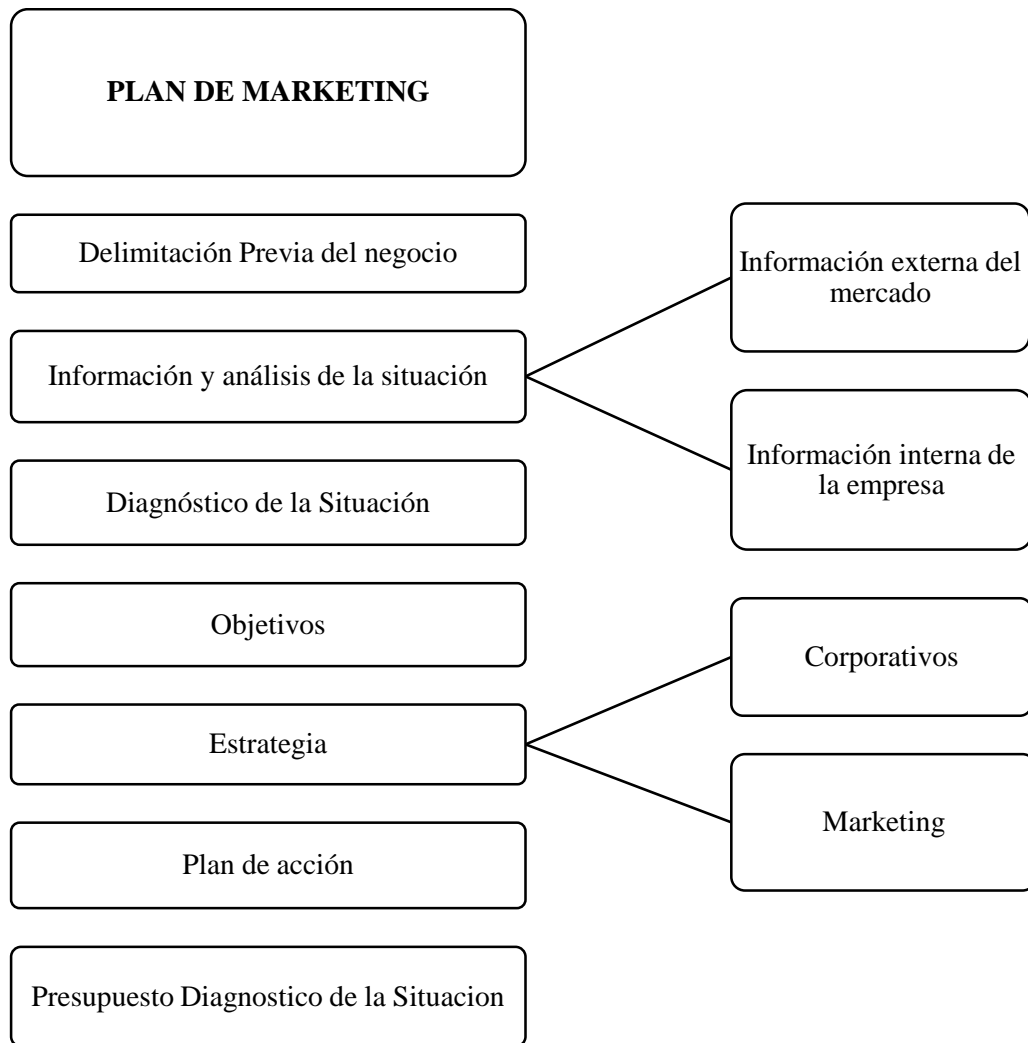 PLAN DE MARKETING
Delimitación Previa del negocio
Información y análisis de la situación
Información externa del
mercado
Información interna de
la empresa
Diagnóstico de la Situación
Objetivos
Estrategia
Corporativos
Marketing
Plan de acción
Presupuesto Diagnostico de la Situacion